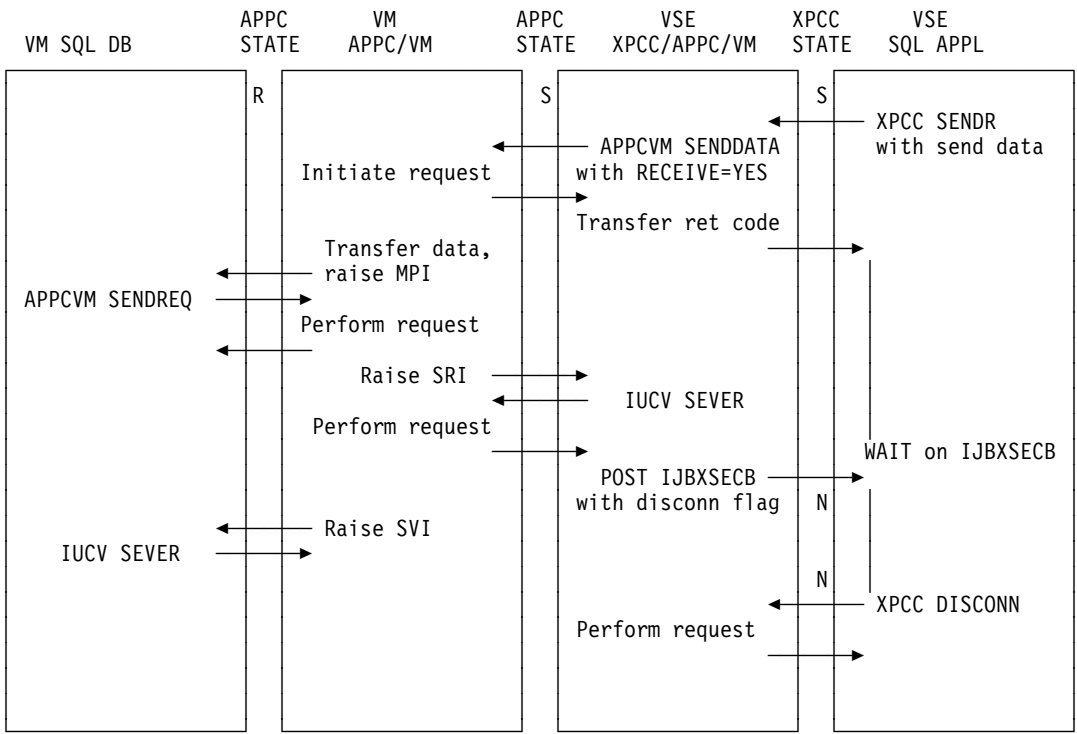 APPC VM APPC VSE XPCC VSE
VM SQL DB STATE APPC/VM STATE XPCC/APPC/VM STATE SQL APPL
R S S
XPCC SENDR
APPCVM SENDDATA with send data
Initiate request with RECEIVE=YES
Transfer ret code
Transfer data,
raise MPI
APPCVM SENDREQ
Perform request
Raise SRI
IUCV SEVER
Perform request
WAIT on IJBXSECB
POST IJBXSECB
with disconn flag N
Raise SVI
IUCV SEVER
N
XPCC DISCONN
Perform request